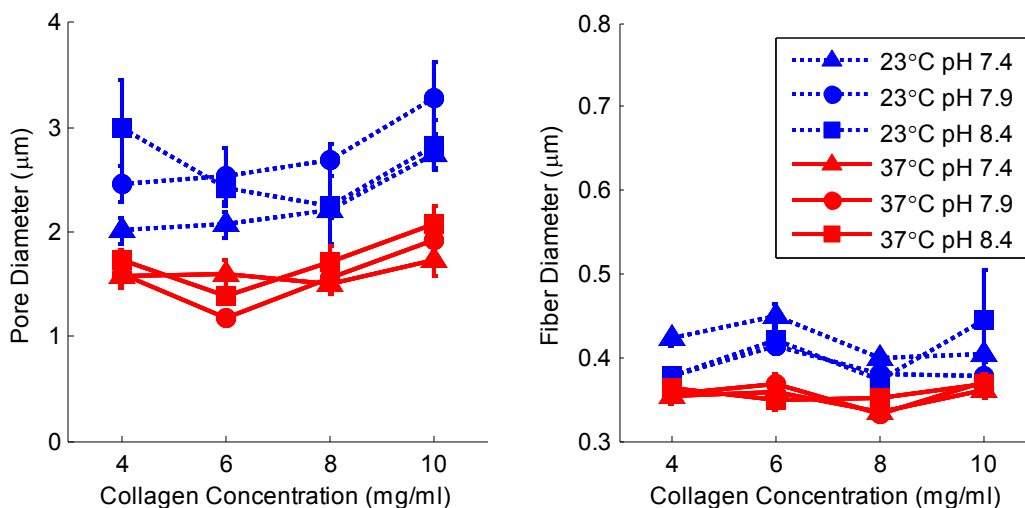 Pore Diameter (μm)
4
3
2
1
0
4 6 8 10
Collagen Concentration (mg/ml)
Fiber Diameter (μm)
0.8
0.7
0.6
0.5
0.4
0.3
4 6 8 10
Collagen Concentration (mg/ml)
23°C pH 7.4
23°C pH 7.9
23°C pH 8.4
37°C pH 7.4
37°C pH 7.9
37°C pH 8.4